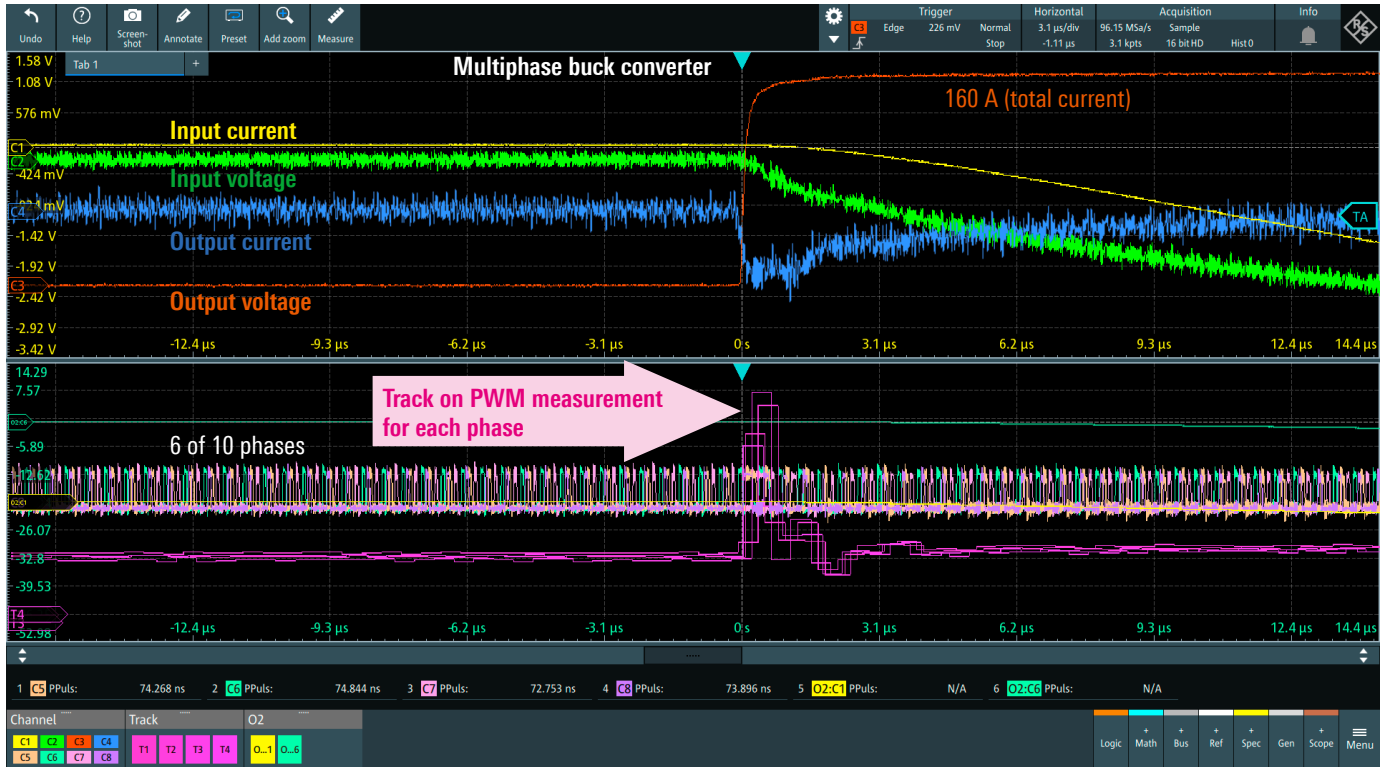 Undo
Help
Screen-
shot
Annotate
Preset
Add zoom
Measure
C3 Edge 226 mV Normal
Stop
Trigger
Horizontal
3.1 µs/div
-1.11 µs
Acquisition
96.15 MSa/s Sample
3.1 kpts 16 bit HD Hist 0
Info
R&S
Tab 1 +
Multiphase buck converter
160 A (total current)
Input current
Input voltage
Output current
Output voltage
1.58 V
1.08 V
576 mV
C1
C2
-424 mV
C4
-1.42 V
-1.92 V
C3
-2.42 V
-2.92 V
-3.42 V
TA
-12.4 µs -9.3 µs -6.2 µs -3.1 µs 0 s 3.1 µs 6.2 µs 9.3 µs 12.4 µs 14.4 µs
14.29
7.57
O2:C6
-5.89
-12.62
O2:C1
-26.07
-32.8
-39.53
T4
T3
-52.98
Track on PWM measurement
for each phase
6 of 10 phases
-12.4 µs -9.3 µs -6.2 µs -3.1 µs 0 s 3.1 µs 6.2 µs 9.3 µs 12.4 µs 14.4 µs
1 C5 PPuls: 74.268 ns 2 C6 PPuls: 74.844 ns 3 C7 PPuls: 72.753 ns 4 C8 PPuls: 73.896 ns 5 O2:C1 PPuls: N/A 6 O2:C6 PPuls: N/A
Channel
C1 C2 C3 C4
C5 C6 C7 C8
Track
T1 T2 T3 T4
O2
O...1 O...6
Logic
+ Math
+ Bus
+ Ref
+ Spec
Gen
+ Scope
Menu